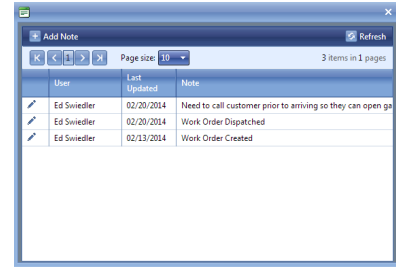 Add Note Refresh
1 Page size: 10 3 items in 1 pages
User Last Updated Note
Ed Swiedler 02/20/2014 Need to call customer prior to arriving so they can open ga
Ed Swiedler 02/20/2014 Work Order Dispatched
Ed Swiedler 02/13/2014 Work Order Created